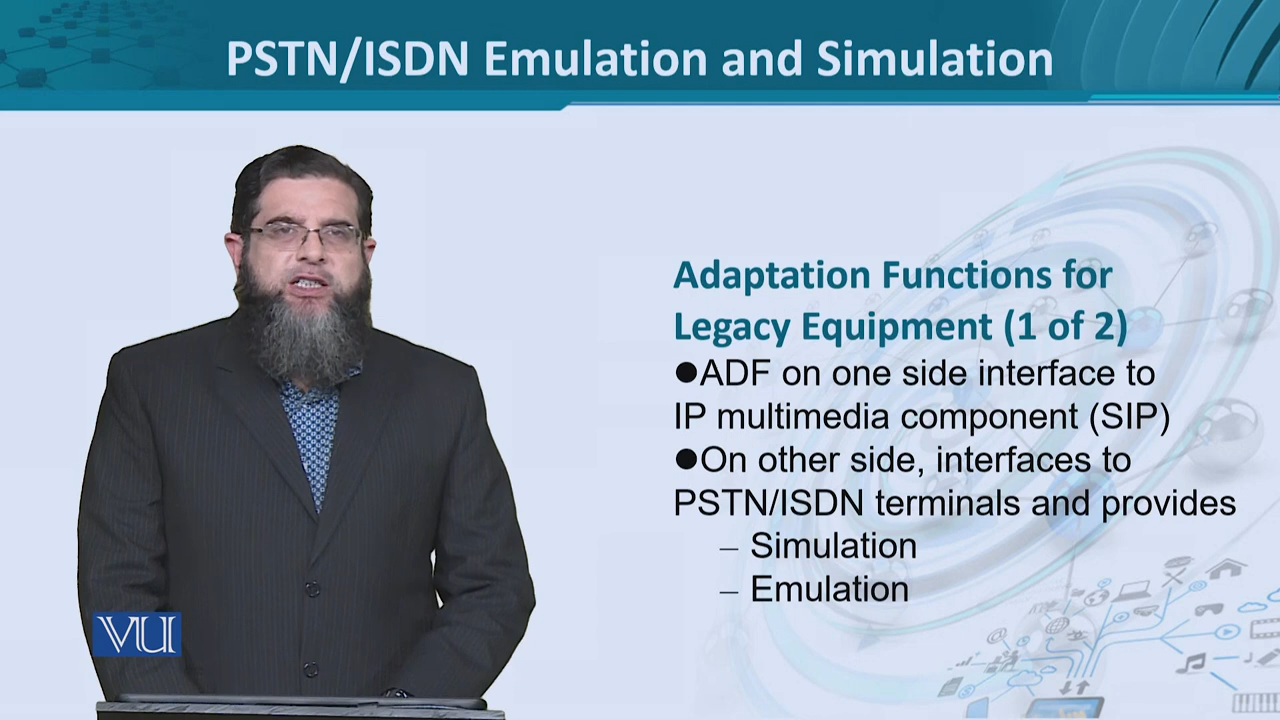 PSTN/ISDN Emulation and Simulation
Adaptation Functions for
Legacy Equipment (1 of 2)
●ADF on one side interface to
IP multimedia component (SIP)
●On other side, interfaces to
PSTN/ISDN terminals and provides
– Simulation
– Emulation
VU